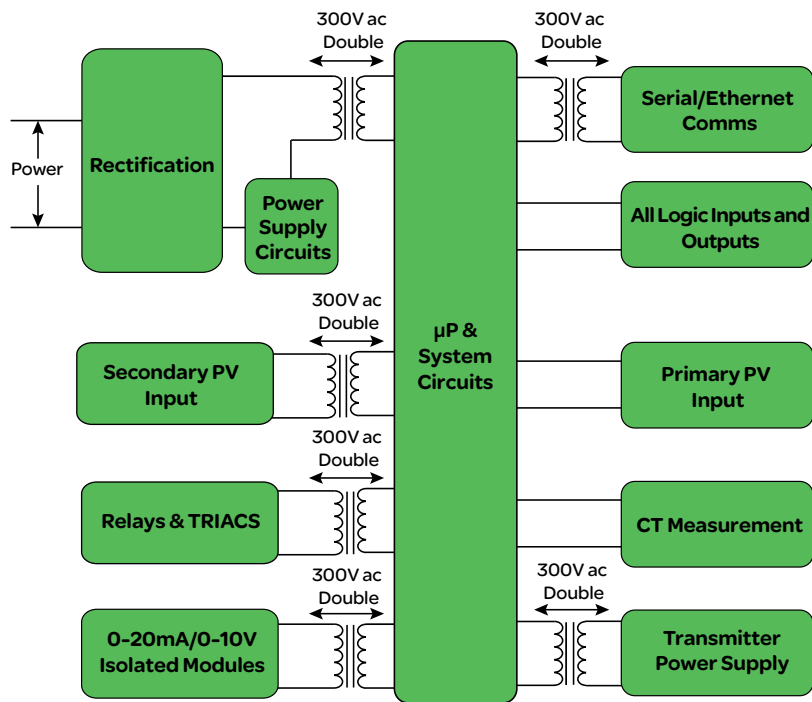 300V ac
Double
300V ac
Double
Rectification
Power
Power
Supply
Circuits
Serial/Ethernet
Comms
All Logic Inputs and
Outputs
300V ac
Double
Secondary PV
Input
µP &
System
Circuits
Primary PV
Input
300V ac
Double
Relays & TRIACS
CT Measurement
300V ac
Double
300V ac
Double
0-20mA/0-10V
Isolated Modules
Transmitter
Power Supply